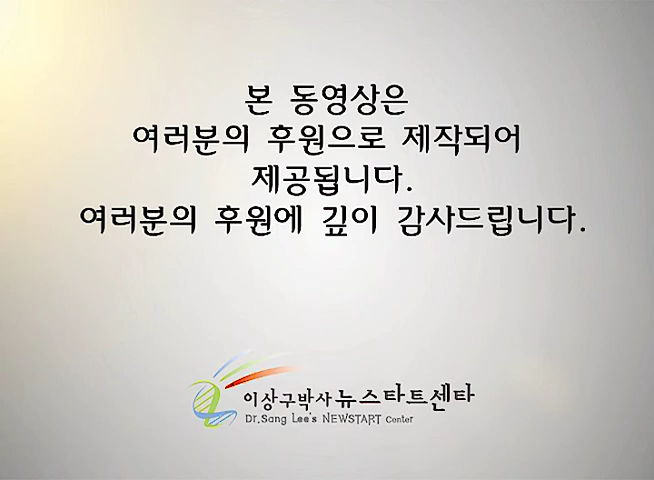 본 동영상은
여러분의 후원으로 제작되어
제공됩니다.
여러분의 후원에 깊이 감사드립니다.
이상구박사 뉴스타트센타
Dr.Sang Lee's NEWSTART Center